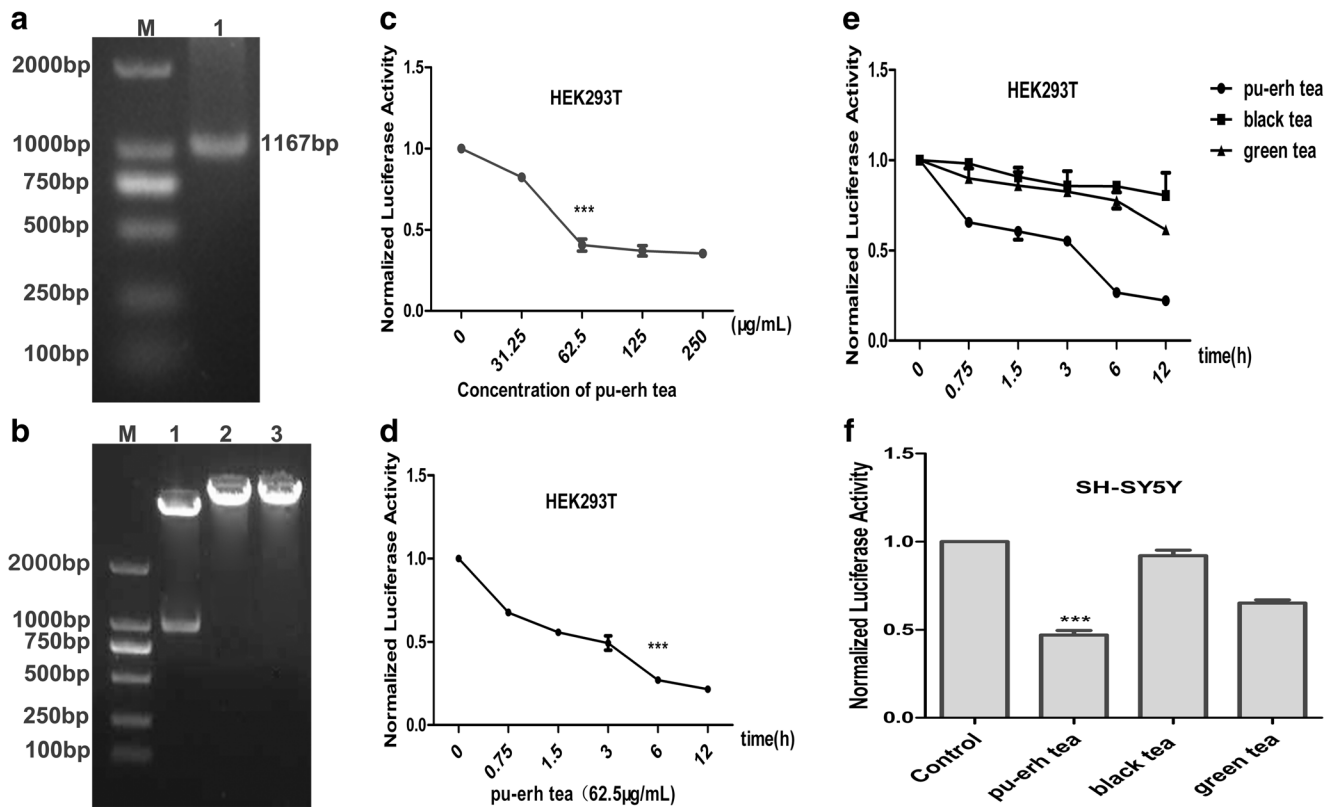 a
M 1
2000bp
1000bp
1167bp
750bp
500bp
250bp
100bp
b
M 1 2 3
2000bp
1000bp
750bp
500bp
250bp
100bp
c
HEK293T
Normalized Luciferase Activity
1.5
1.0
0.5
0.0
***
0 31.25 62.5 125 250
(µg/mL)
Concentration of pu-erh tea
d
HEK293T
Normalized Luciferase Activity
1.5
1.0
0.5
0.0
***
0 0.75 1.5 3 6 12
time(h)
pu-erh tea（62.5µg/mL)
e
HEK293T
Normalized Luciferase Activity
1.5
1.0
0.5
0.0
0 0.75 1.5 3 6 12
time(h)
pu-erh tea
black tea
green tea
f
SH-SY5Y
Normalized Luciferase Activity
1.5
1.0
0.5
0.0
***
Control pu-erh tea black tea green tea